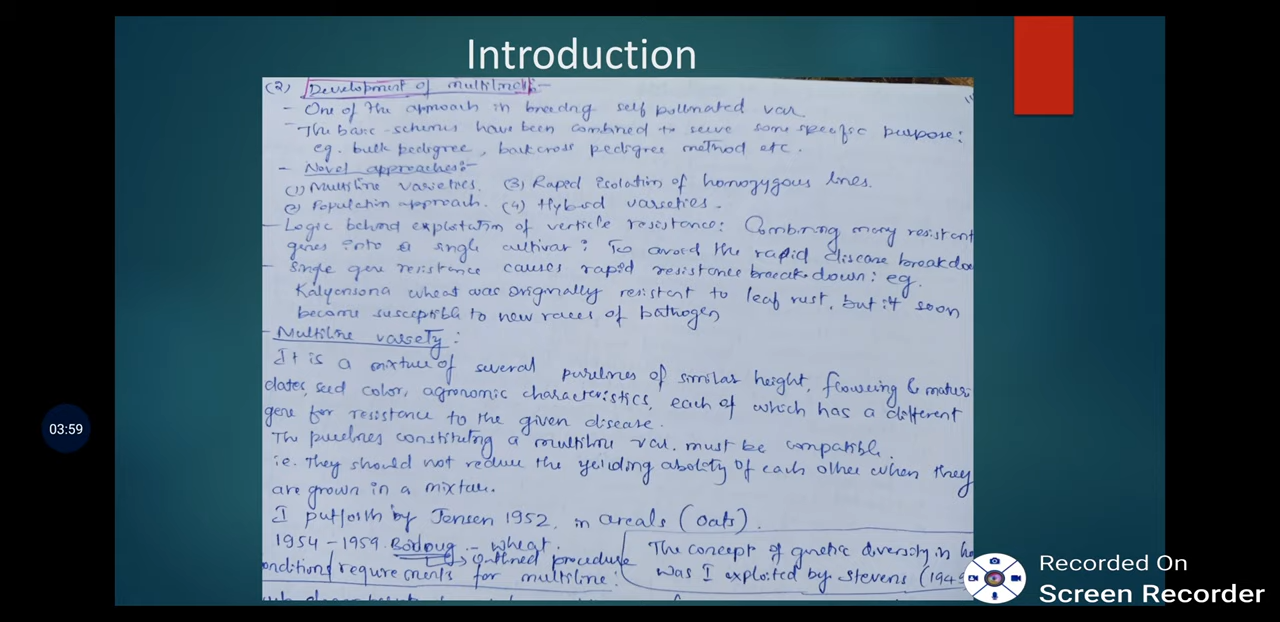 Introduction
(2) Development of multilines:-
- One of the approach in breeding self pollinated var
- The basic schemes have been combined to serve some specific purpose:
eg. bulk pedigree, backcross pedigree method etc.
- Novel approaches:-
(1) Multiline varieties. (3) Rapid isolation of homozygous lines.
(2) Population approach. (4) Hybrid varieties.
- Logic behind exploitation of verticle resistance: Combining many resistant
genes into a single cultivar: To avoid the rapid disease breakdo
- Single gene resistance causes rapid resistance breakdown: eg.
Kalyansona wheat was originally resistant to leaf rust, but it soon
become susceptible to new races of pathogen
- Multiline variety:
It is a mixture of several purelines of similar height, flowering & maturi
dates, seed color, agronomic characteristics, each of which has a different
gene for resistance to the given disease.
The purelines constituting a multiline var. must be compatible.
i.e. They should not reduce the yielding ability of each other when they
are grown in a mixture.
I putforth by Jensen 1952, in cereals (oats).
1954-1959. - wheat.
outlined procedure
The concept of genetic diversity in
was I exploited by Stevens (194
onditions/requirements for multiline:
03:59
Recorded On
Screen Recorder